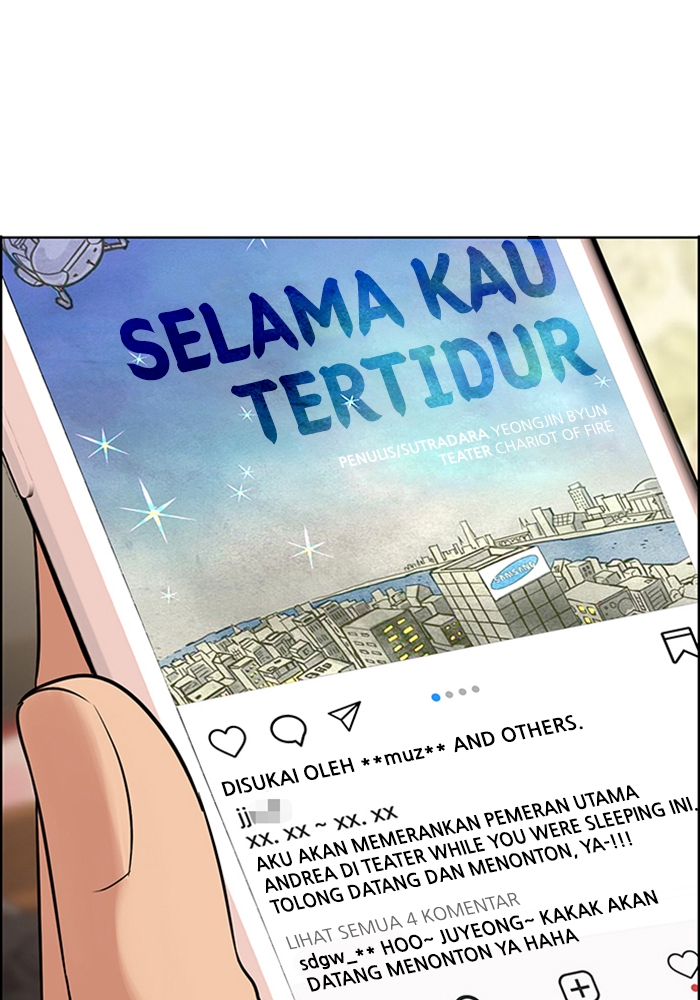 SELAMA KAU
TERTIDUR
PENULIS/SUTRADARA YEONGJIN BYUN
TEATER CHARIOT OF FIRE
SANSANG
DISUKAI OLEH **muz** AND OTHERS.
jj
xx. xx ~ xx. xx
AKU AKAN MEMERANKAN PEMERAN UTAMA
ANDREA DI TEATER WHILE YOU WERE SLEEPING INI.
TOLONG DATANG DAN MENONTON, YA-!!!
LIHAT SEMUA 4 KOMENTAR
sdgw_** HOO~ JUYEONG~ KAKAK AKAN
DATANG MENONTON YA HAHA